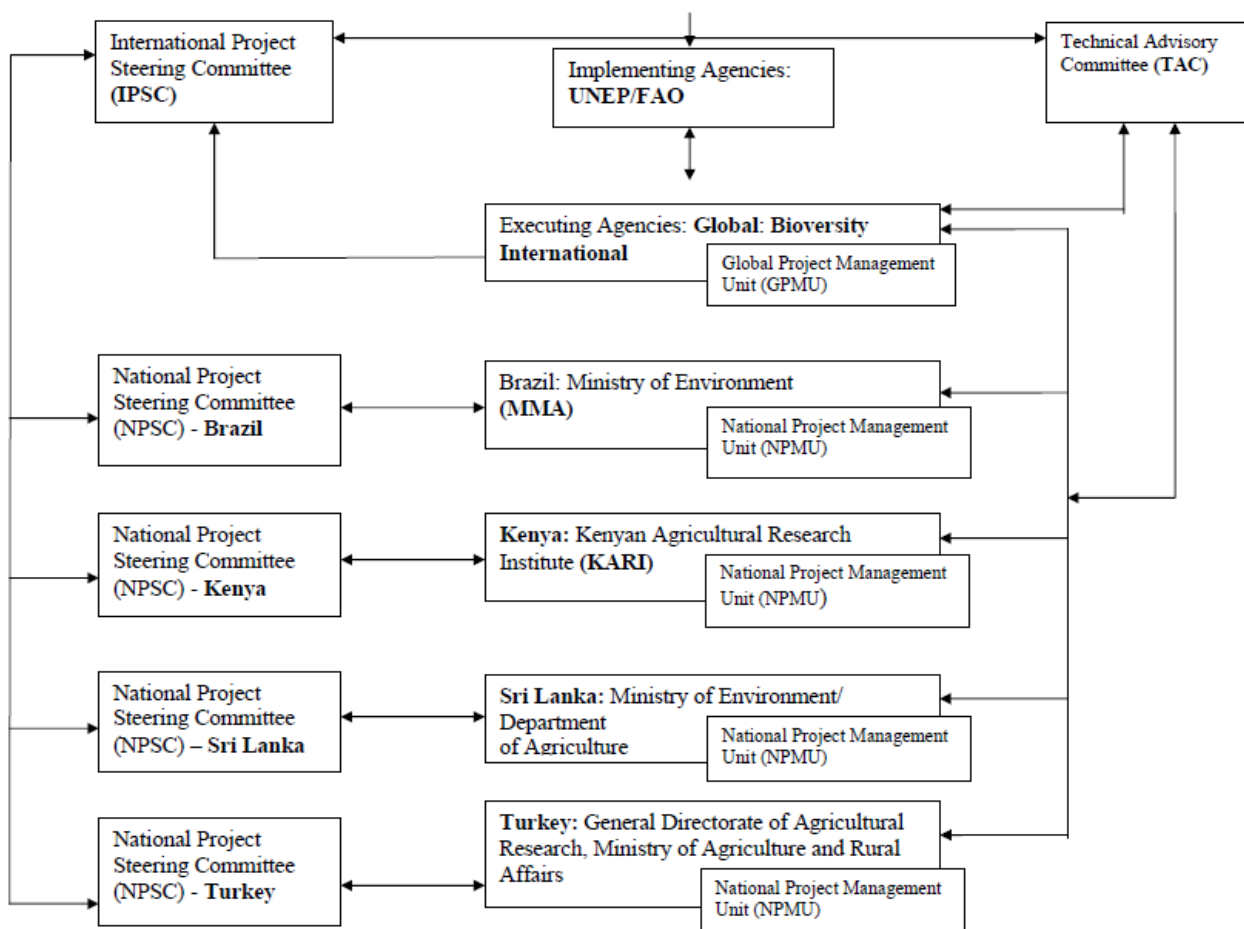 International Project
Steering Committee
(IPSC)
Implementing Agencies:
UNEP/FAO
Technical Advisory
Committee (TAC)
Executing Agencies: Global: Bioversity
International
Global Project Management
Unit (GPMU)
National Project
Steering Committee
(NPSC) - Brazil
Brazil: Ministry of Environment
(MMA)
National Project Management
Unit (NPMU)
National Project
Steering Committee
(NPSC) - Kenya
Kenya: Kenyan Agricultural Research
Institute (KARI)
National Project Management
Unit (NPMU)
National Project
Steering Committee
(NPSC) – Sri Lanka
Sri Lanka: Ministry of Environment/
Department
of Agriculture
National Project Management
Unit (NPMU)
National Project
Steering Committee
(NPSC) - Turkey
Turkey: General Directorate of Agricultural
Research, Ministry of Agriculture and Rural
Affairs
National Project Management
Unit (NPMU)